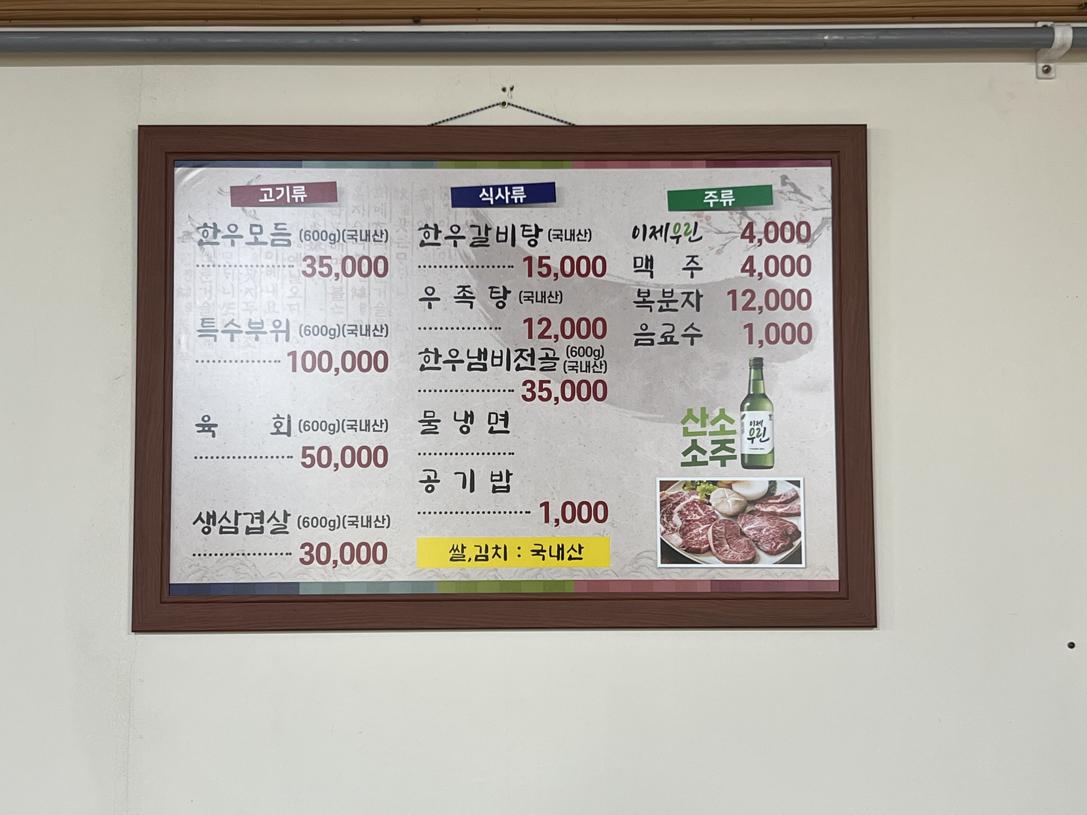 고기류
한우모듬 (600g)(국내산)
35,000
특수부위 (600g)(국내산)
100,000
육 회 (600g)(국내산)
50,000
생삼겹살 (600g)(국내산)
30,000
식사류
한우갈비탕 (국내산)
15,000
우족탕 (국내산)
12,000
한우냄비전골 (600g)
(국내산)
35,000
물냉면
공기밥
1,000
쌀,김치 : 국내산
주류
이제우린 4,000
맥 주 4,000
복분자 12,000
음료수 1,000
산소
소주
이제
우린